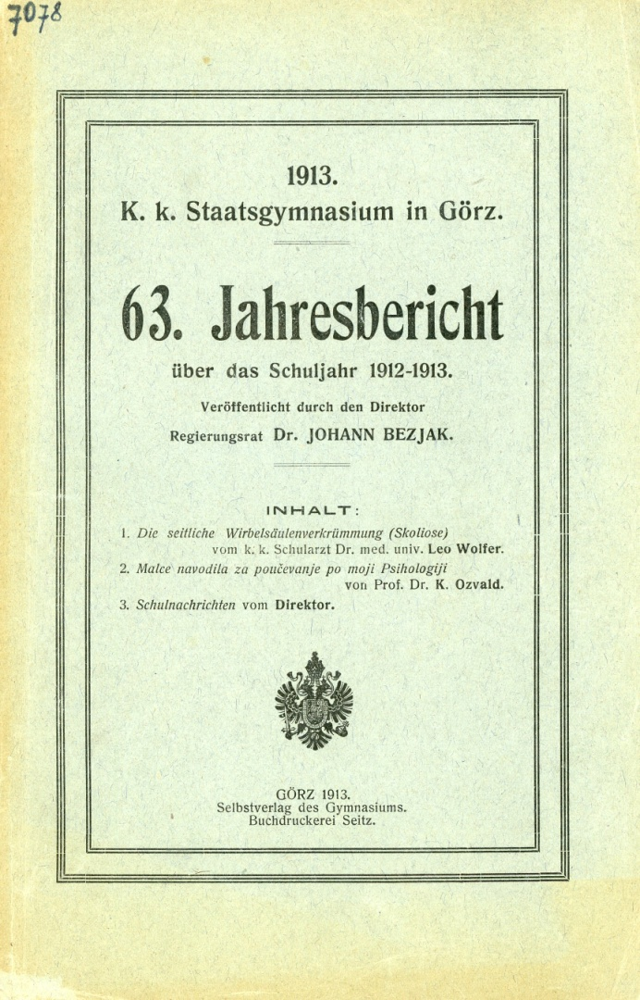 7078
1913.
K. k. Staatsgymnasium in Görz.
63. Jahresbericht
über das Schuljahr 1912-1913.
Veröffentlicht durch den Direktor
Regierungsrat Dr. JOHANN BEZJAK.
INHALT:
1. Die seitliche Wirbelsäulenverkrümmung (Skoliose)
vom k. k. Schularzt Dr. med. univ. Leo Wolfer.
2. Malce navodila za poučevanje po moji Psihologiji
von Prof. Dr. K. Ozvald.
3. Schulnachrichten vom Direktor.
GÖRZ 1913.
Selbstverlag des Gymnasiums.
Buchdruckerei Seitz.